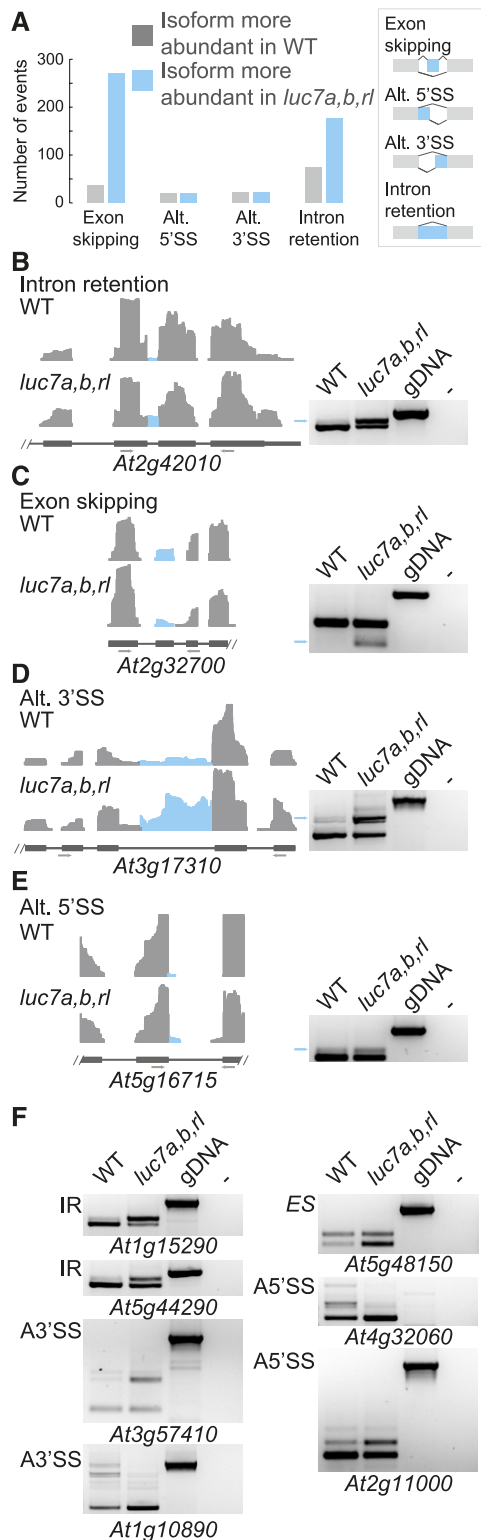 A
Isoform more
abundant in WT
Isoform more
abundant in luc7a,b,rl
Number of events
300
200
100
0
Exon
skipping
Alt.
5'SS
Alt.
3'SS
Intron
retention
Exon
skipping
Alt. 5'SS
Alt. 3'SS
Intron
retention
B
Intron retention
WT
luc7a,b,rl
//
At2g42010
WT
luc7a,b,rl
gDNA
-
C
Exon skipping
WT
luc7a,b,rl
//
At2g32700
WT
luc7a,b,rl
gDNA
-
D
Alt. 3'SS
WT
luc7a,b,rl
//
At3g17310
WT
luc7a,b,rl
gDNA
-
E
Alt. 5'SS
WT
luc7a,b,rl
//
//
At5g16715
WT
luc7a,b,rl
gDNA
-
F
WT
luc7a,b,rl
gDNA
-
IR
At1g15290
IR
At5g44290
A3'SS
At3g57410
A3'SS
At1g10890
WT
luc7a,b,rl
gDNA
-
ES
At5g48150
A5'SS
At4g32060
A5'SS
At2g11000